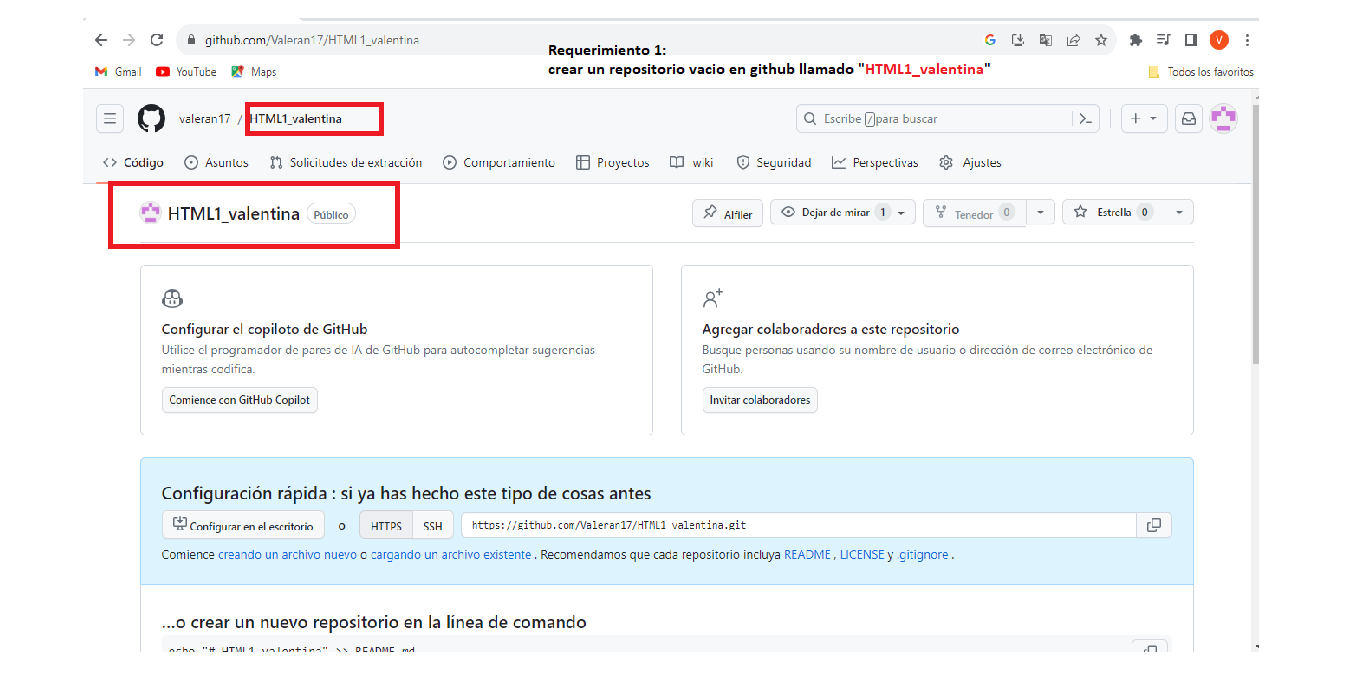 github.com/Valeran17/HTML1_valentina
Requerimiento 1:
crear un repositorio vacio en github llamado "HTML1_valentina"
V
Gmail YouTube Maps
Todos los favoritos
valeran17 / HTML1_valentina
Escribe / para buscar
Código Asuntos Solicitudes de extracción Comportamiento Proyectos wiki Seguridad Perspectivas Ajustes
HTML1_valentina Público
Alfiler Dejar de mirar 1 Tenedor 0 Estrella 0
Configurar el copiloto de GitHub
Utilice el programador de pares de IA de GitHub para autocompletar sugerencias
mientras codifica.
Comience con GitHub Copilot
Agregar colaboradores a este repositorio
Busque personas usando su nombre de usuario o dirección de correo electrónico de
GitHub.
Invitar colaboradores
Configuración rápida : si ya has hecho este tipo de cosas antes
Configurar en el escritorio o HTTPS SSH https://github.com/Valeran17/HTML1_valentina.git
Comience creando un archivo nuevo o cargando un archivo existente . Recomendamos que cada repositorio incluya README , LICENSE y .gitignore .
...o crear un nuevo repositorio en la línea de comando
echo "# HTML1_valentina" >> README.md